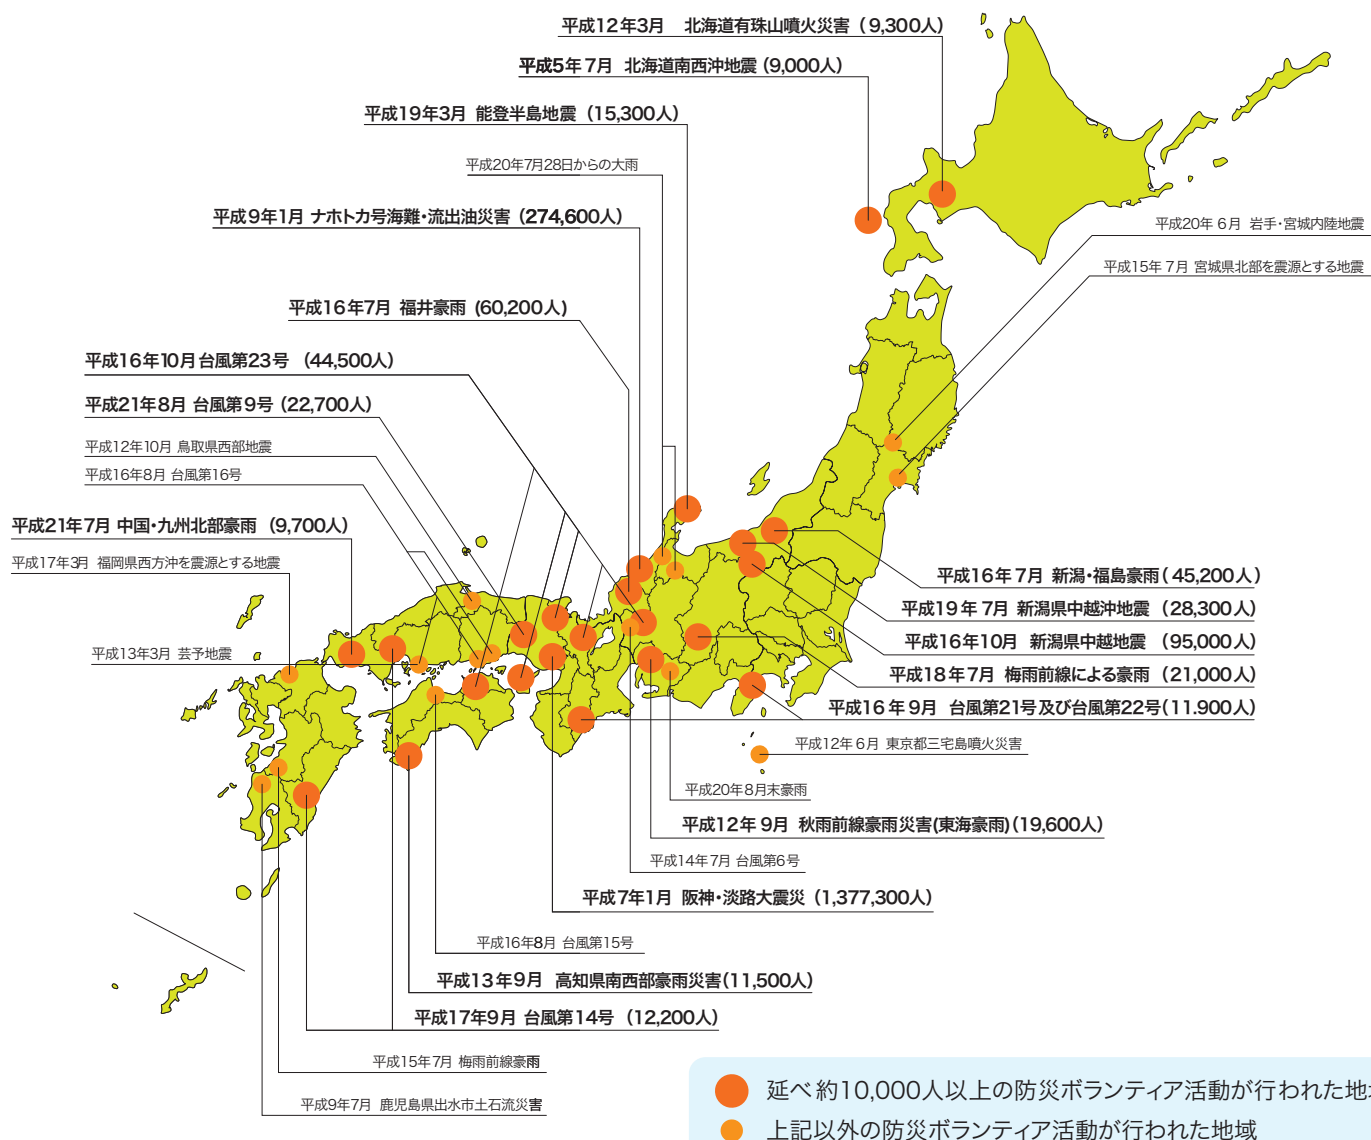 平成12年3月 北海道有珠山噴火災害（9,300人）
平成5年7月 北海道南西沖地震（9,000人）
平成19年3月 能登半島地震（15,300人）
平成20年7月28日からの大雨
平成9年1月 ナホトカ号海難・流出油災害（274,600人）
平成20年6月 岩手・宮城内陸地震
平成15年7月 宮城県北部を震源とする地震
平成16年7月 福井豪雨（60,200人）
平成16年10月台風第23号（44,500人）
平成21年8月 台風第9号（22,700人）
平成12年10月 鳥取県西部地震
平成16年8月 台風第16号
平成21年7月 中国・九州北部豪雨（9,700人）
平成17年3月 福岡県西方沖を震源とする地震
平成16年7月 新潟・福島豪雨（45,200人）
平成19年7月 新潟県中越沖地震（28,300人）
平成16年10月 新潟県中越地震（95,000人）
平成13年3月 芸予地震
平成18年7月 梅雨前線による豪雨（21,000人）
平成16年9月 台風第21号及び台風第22号（11.900人）
平成12年6月 東京都三宅島噴火災害
平成20年8月末豪雨
平成12年9月 秋雨前線豪雨災害(東海豪雨)（19,600人）
平成14年7月 台風第6号
平成7年1月 阪神・淡路大震災（1,377,300人）
平成16年8月 台風第15号
平成13年9月 高知県南西部豪雨災害（11,500人）
平成17年9月 台風第14号（12,200人）
平成15年7月 梅雨前線豪雨
平成9年7月 鹿児島県出水市土石流災害
延べ約10,000人以上の防災ボランティア活動が行われた地
上記以外の防災ボランティア活動が行われた地域